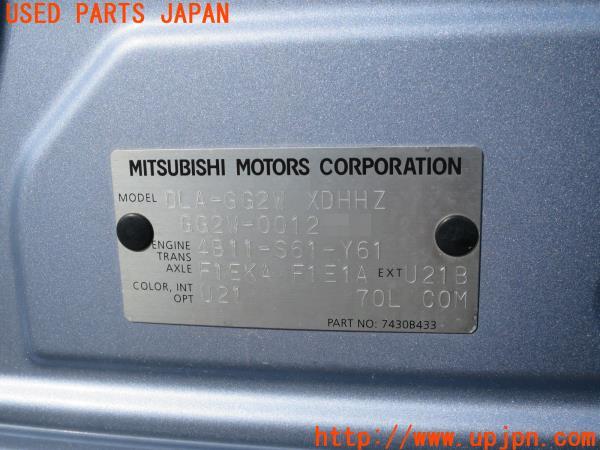 USED PARTS JAPAN
MITSUBISHI MOTORS CORPORATION
MODEL DLA-GG2W XDHHZ
GG2W-0012
ENGINE 4B11-S61-Y61
TRANS
AXLE F1EKA F1E1A EXT U21B
COLOR, INT U21 70L COM
OPT
PART NO: 7430B433
http://www.upjpn.com/